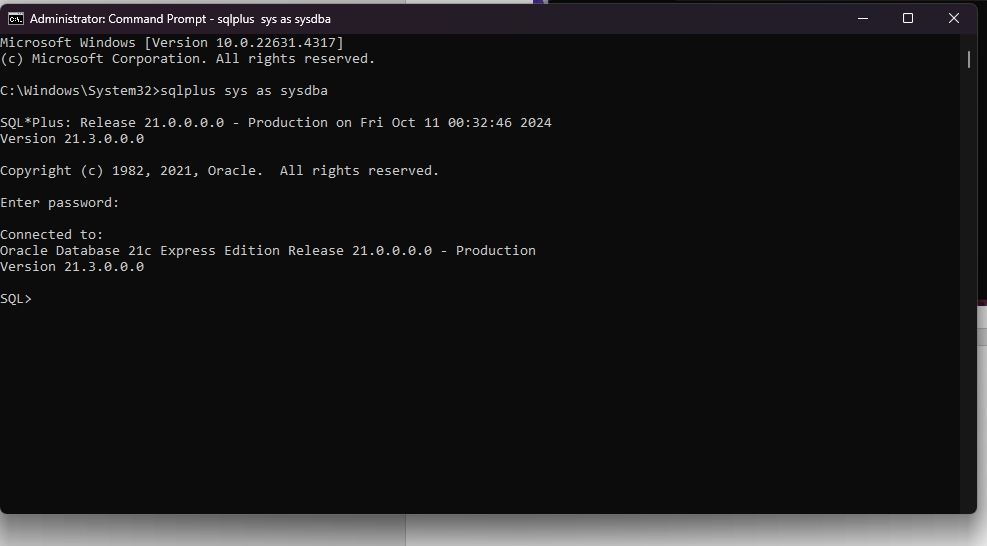 Administrator: Command Prompt - sqlplus  sys as sysdba
Microsoft Windows [Version 10.0.22631.4317]
(c) Microsoft Corporation. All rights reserved.
C:\Windows\System32>sqlplus sys as sysdba
SQL*Plus: Release 21.0.0.0.0 - Production on Fri Oct 11 00:32:46 2024
Version 21.3.0.0.0
Copyright (c) 1982, 2021, Oracle.  All rights reserved.
Enter password:
Connected to:
Oracle Database 21c Express Edition Release 21.0.0.0.0 - Production
Version 21.3.0.0.0
SQL>